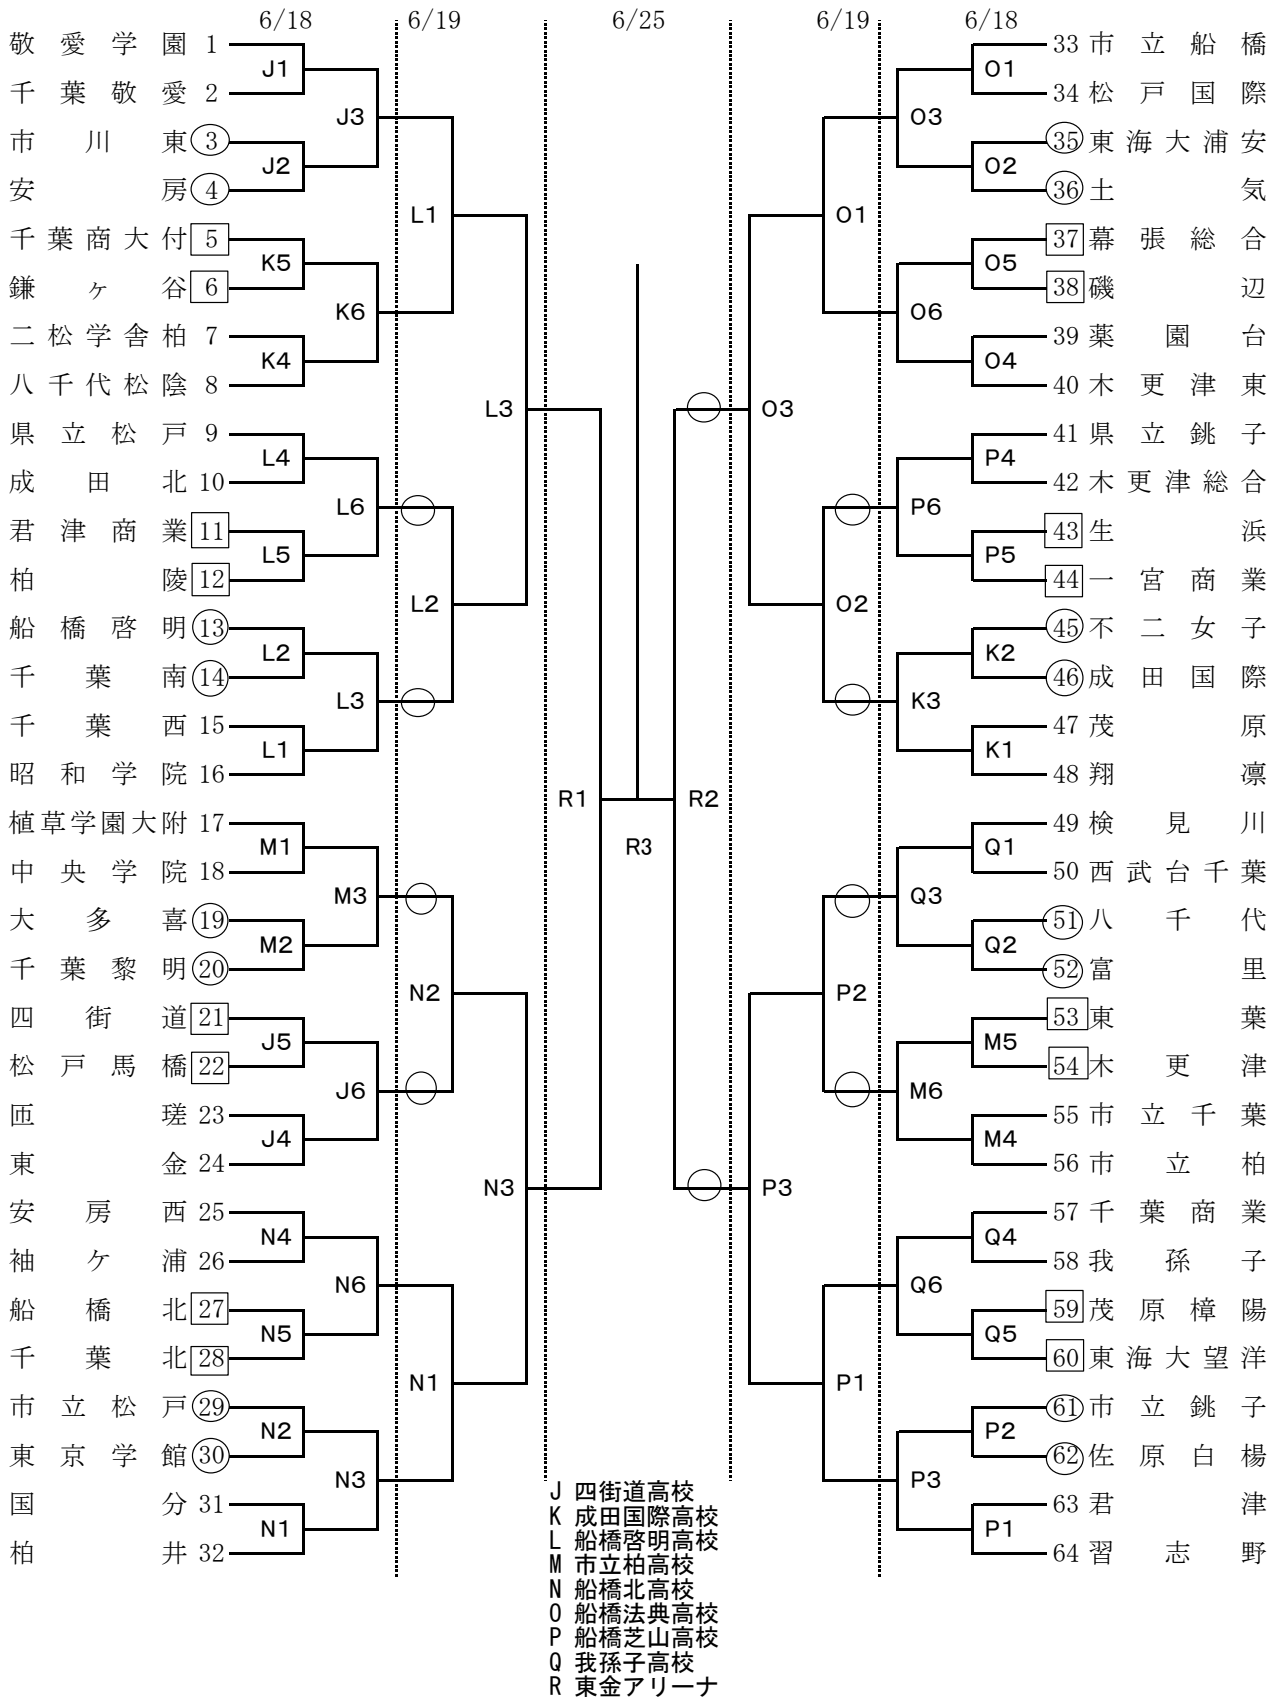 6/18 6/19 6/25 6/19 6/18
敬愛学園 1
J1
千葉敬愛 2
J3
市川東 3
J2
安房 4
L1
千葉商大付 5
K5
鎌ヶ谷 6
K6
二松学舎柏 7
K4
八千代松陰 8
L3
県立松戸 9
L4
成田北 10
L6
君津商業 11
L5
柏陵 12
L2
船橋啓明 13
L2
千葉南 14
L3
千葉西 15
L1
昭和学院 16
R1
植草学園大附 17
M1
中央学院 18
M3
大多喜 19
M2
千葉黎明 20
N2
四街道 21
J5
松戸馬橋 22
J6
匝瑳 23
J4
東金 24
N3
安房西 25
N4
袖ケ浦 26
N6
船橋北 27
N5
千葉北 28
N1
市立松戸 29
N2
東京学館 30
N3
国分 31
N1
柏井 32
R3
33 市立船橋
O1
34 松戸国際
O3
35 東海大浦安
O2
36 土気
O1
37 幕張総合
O5
38 磯辺
O6
39 薬園台
O4
40 木更津東
O3
41 県立銚子
P4
42 木更津総合
P6
43 生浜
P5
44 一宮商業
O2
45 不二女子
K2
46 成田国際
K3
47 茂原
K1
48 翔凛
R2
49 検見川
Q1
50 西武台千葉
Q3
51 八千代
Q2
52 富里
P2
53 東葉
M5
54 木更津
M6
55 市立千葉
M4
56 市立柏
P3
57 千葉商業
Q4
58 我孫子
Q6
59 茂原樟陽
Q5
60 東海大望洋
P1
61 市立銚子
P2
62 佐原白楊
P3
63 君津
P1
64 習志野
J 四街道高校
K 成田国際高校
L 船橋啓明高校
M 市立柏高校
N 船橋北高校
O 船橋法典高校
P 船橋芝山高校
Q 我孫子高校
R 東金アリーナ